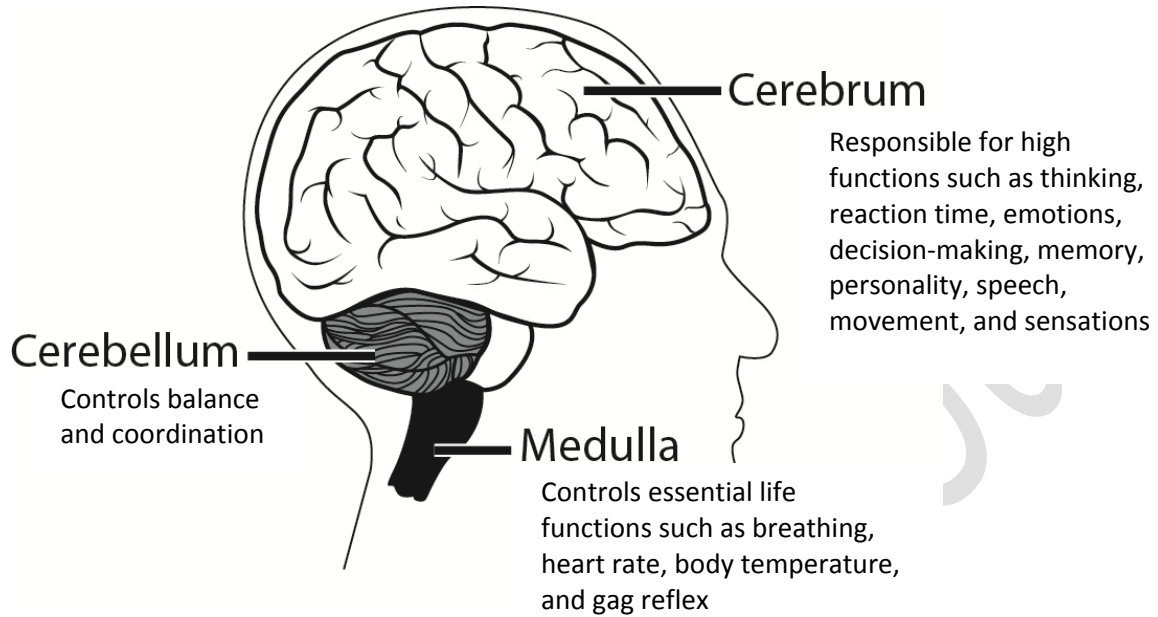 Cerebrum
Responsible for high
functions such as thinking,
reaction time, emotions,
decision-making, memory,
personality, speech,
movement, and sensations
Cerebellum
Controls balance
and coordination
Medulla
Controls essential life
functions such as breathing,
heart rate, body temperature,
and gag reflex